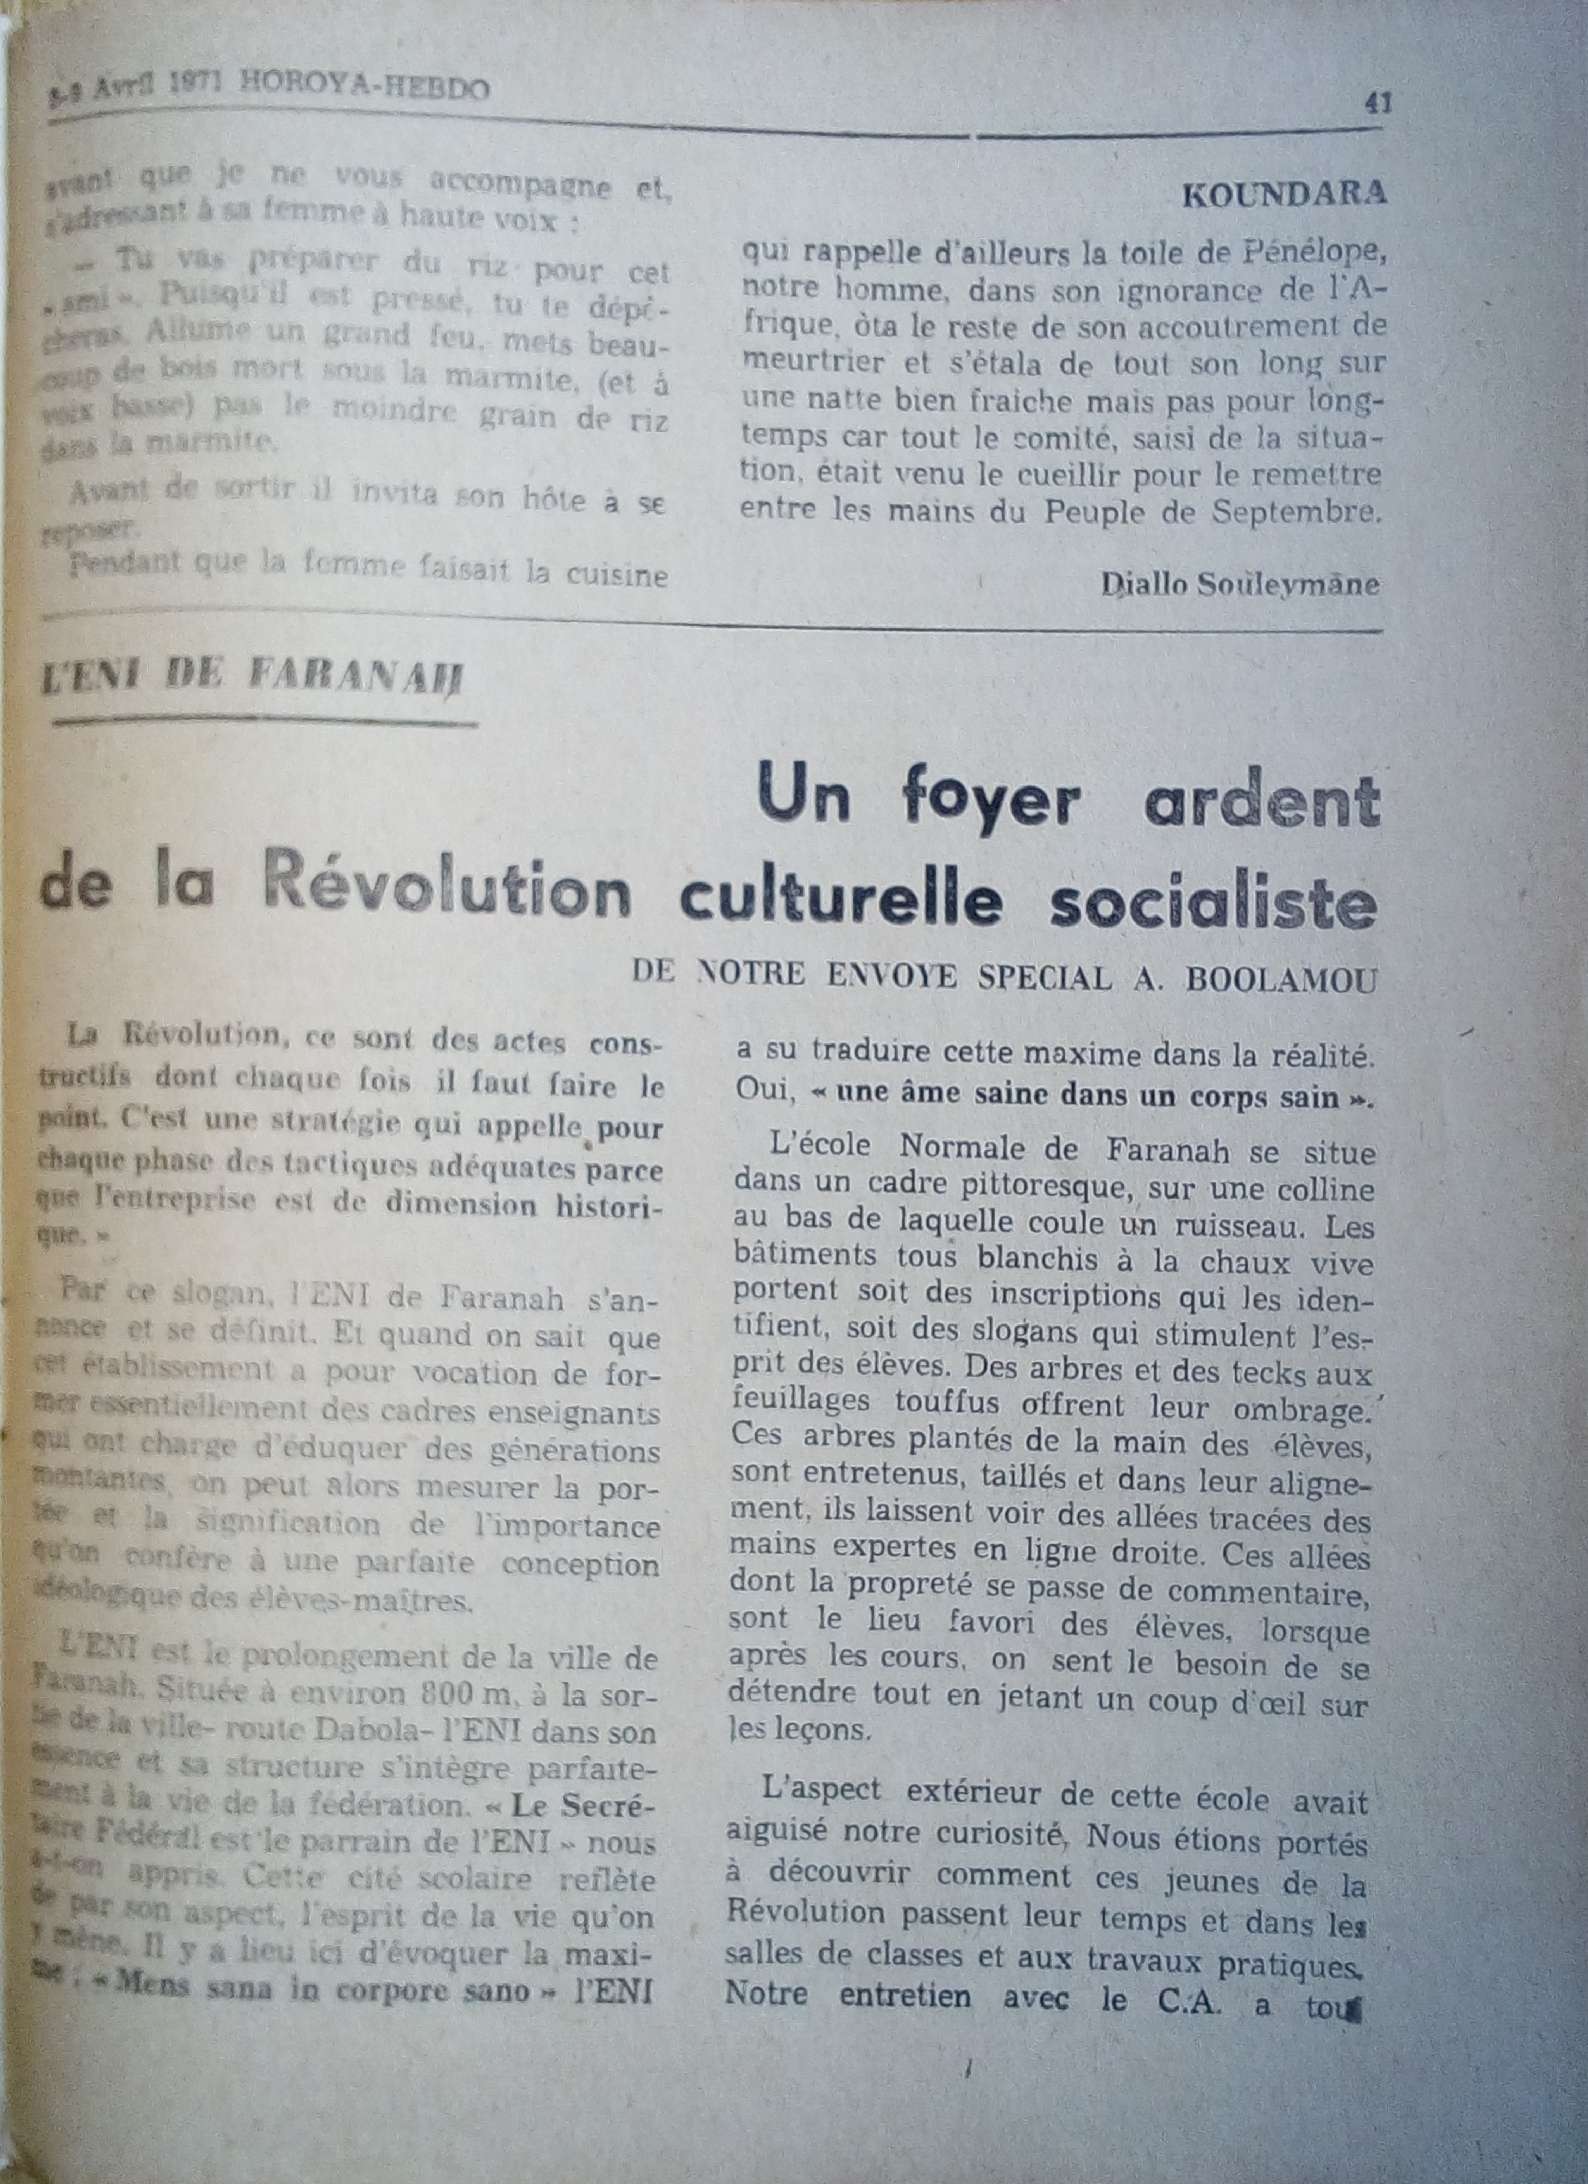 Avril 1971 HOROYA-HEBDO
41
avant que je ne vous accompagne et,
s'adressant à sa femme à haute voix :
— Tu vas préparer du riz pour cet
« ami ». Puisqu'il est pressé, tu te dépê-
cheras. Allume un grand feu, mets beau-
coup de bois mort sous la marmite, (et à
voix basse) pas le moindre grain de riz
dans la marmite.
Avant de sortir il invita son hôte à se
reposer.
Pendant que la femme faisait la cuisine
KOUNDARA
qui rappelle d'ailleurs la toile de Pénélope,
notre homme, dans son ignorance de l'A-
frique, ôta le reste de son accoutrement de
meurtrier et s'étala de tout son long sur
une natte bien fraiche mais pas pour long-
temps car tout le comité, saisi de la situa-
tion, était venu le cueillir pour le remettre
entre les mains du Peuple de Septembre.
Diallo Souleymane
L'ENI DE FARANAH
Un foyer ardent
de la Révolution culturelle socialiste
DE NOTRE ENVOYE SPECIAL A. BOOLAMOU
La Révolution, ce sont des actes cons-
tructifs dont chaque fois il faut faire le
point. C'est une stratégie qui appelle pour
chaque phase des tactiques adéquates parce
que l'entreprise est de dimension histori-
que. »
Par ce slogan, l'ENI de Faranah s'an-
nonce et se définit. Et quand on sait que
cet établissement a pour vocation de for-
mer essentiellement des cadres enseignants
qui ont charge d'éduquer des générations
montantes, on peut alors mesurer la por-
tée et la signification de l'importance
qu'on confère à une parfaite conception
idéologique des élèves-maîtres.
L'ENI est le prolongement de la ville de
Faranah. Située à environ 800 m, à la sor-
tie de la ville- route Dabola- l'ENI dans son
essence et sa structure s'intègre parfaite-
ment à la vie de la fédération. « Le Secré-
taire Fédéral est le parrain de l'ENI » nous
a-t-on appris. Cette cité scolaire reflète
de par son aspect, l'esprit de la vie qu'on
y mène. Il y a lieu ici d'évoquer la maxi-
me : « Mens sana in corpore sano » l'ENI
a su traduire cette maxime dans la réalité.
Oui, « une âme saine dans un corps sain ».
L'école Normale de Faranah se situe
dans un cadre pittoresque, sur une colline
au bas de laquelle coule un ruisseau. Les
bâtiments tous blanchis à la chaux vive
portent soit des inscriptions qui les iden-
tifient, soit des slogans qui stimulent l'es-
prit des élèves. Des arbres et des tecks aux
feuillages touffus offrent leur ombrage.
Ces arbres plantés de la main des élèves,
sont entretenus, taillés et dans leur aligne-
ment, ils laissent voir des allées tracées des
mains expertes en ligne droite. Ces allées
dont la propreté se passe de commentaire,
sont le lieu favori des élèves, lorsque
après les cours, on sent le besoin de se
détendre tout en jetant un coup d'œil sur
les leçons.
L'aspect extérieur de cette école avait
aiguisé notre curiosité, Nous étions portés
à découvrir comment ces jeunes de la
Révolution passent leur temps et dans les
salles de classes et aux travaux pratiques.
Notre entretien avec le C.A. a tout